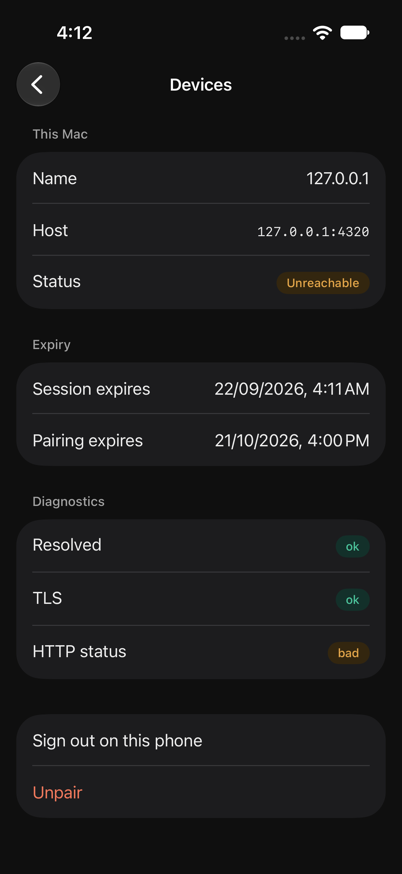 4:12
Devices
This Mac
Name 127.0.0.1
Host 127.0.0.1:4320
Status Unreachable
Expiry
Session expires 22/09/2026, 4:11 AM
Pairing expires 21/10/2026, 4:00 PM
Diagnostics
Resolved ok
TLS ok
HTTP status bad
Sign out on this phone
Unpair